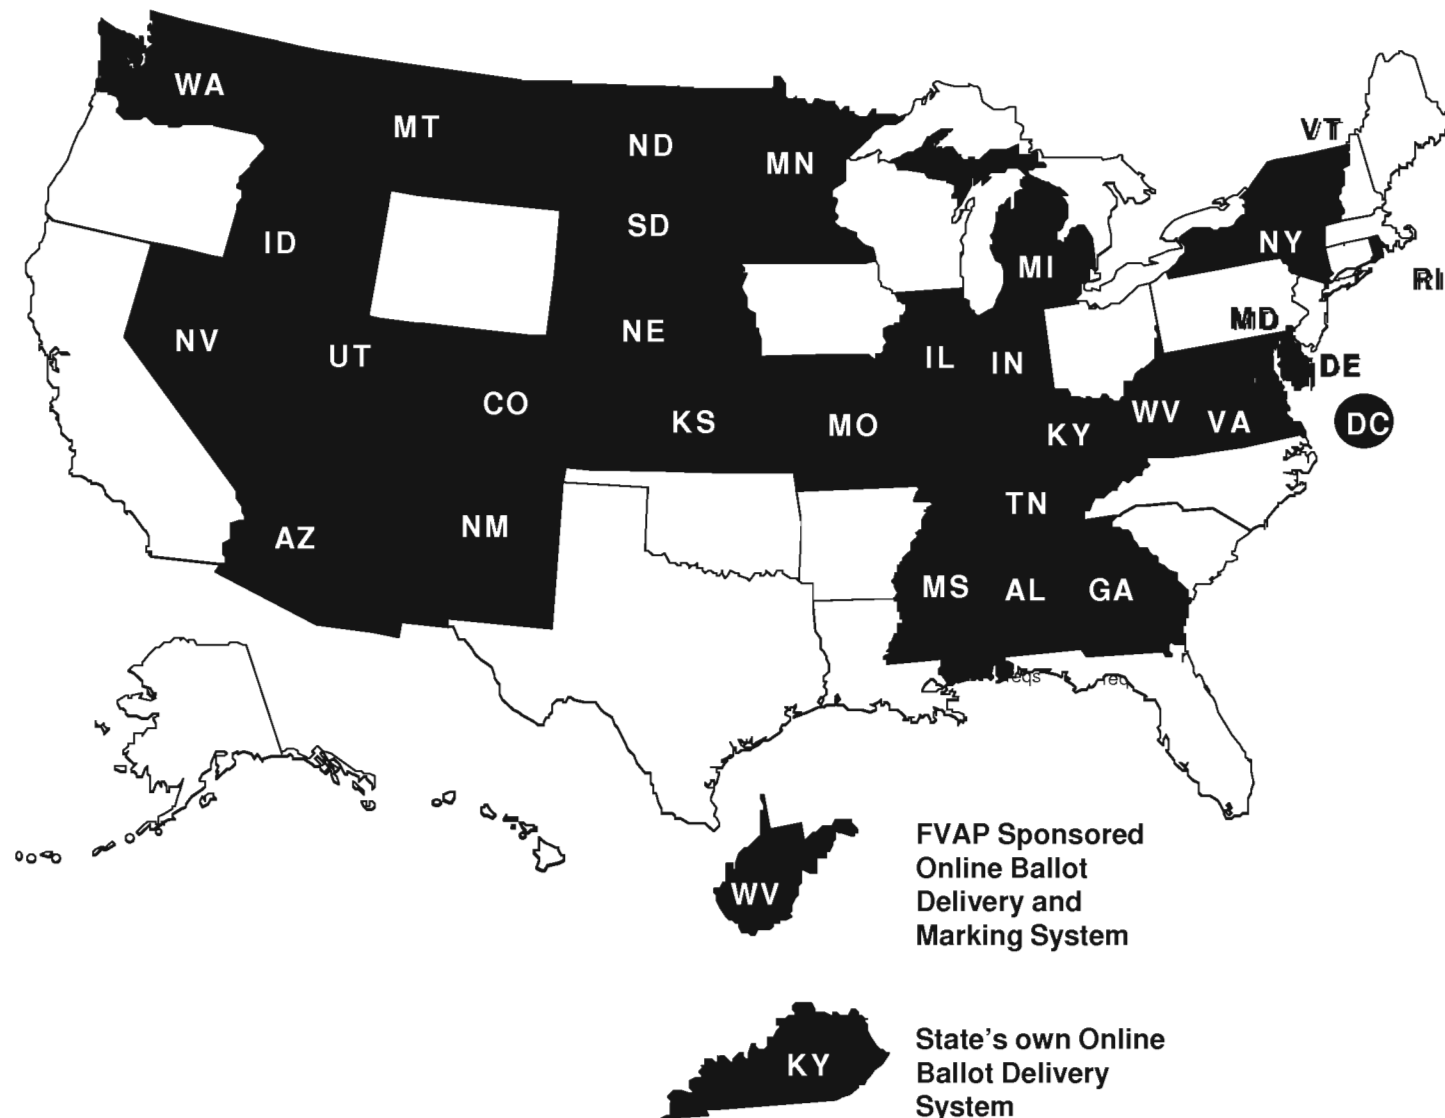 WA
MT
ND
MN
VT
ID
SD
MI
NY
RI
NV
UT
NE
IL
IN
MD
DE
CO
KS
MO
KY
WV
VA
DC
AZ
NM
TN
MS
AL
GA
reqs
req
WV
FVAP Sponsored
Online Ballot
Delivery and
Marking System
KY
State's own Online
Ballot Delivery
System